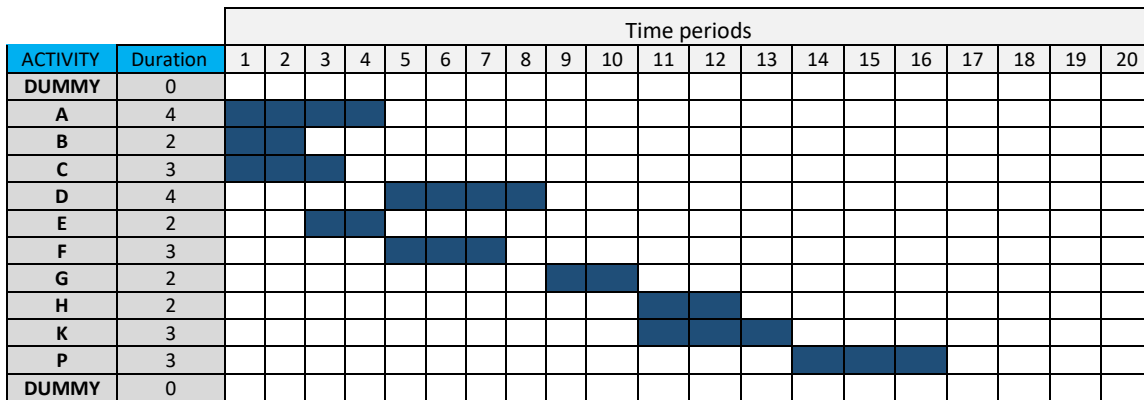 Time periods
ACTIVITY Duration 1 2 3 4 5 6 7 8 9 10 11 12 13 14 15 16 17 18 19 20
DUMMY 0
A 4
B 2
C 3
D 4
E 2
F 3
G 2
H 2
K 3
P 3
DUMMY 0